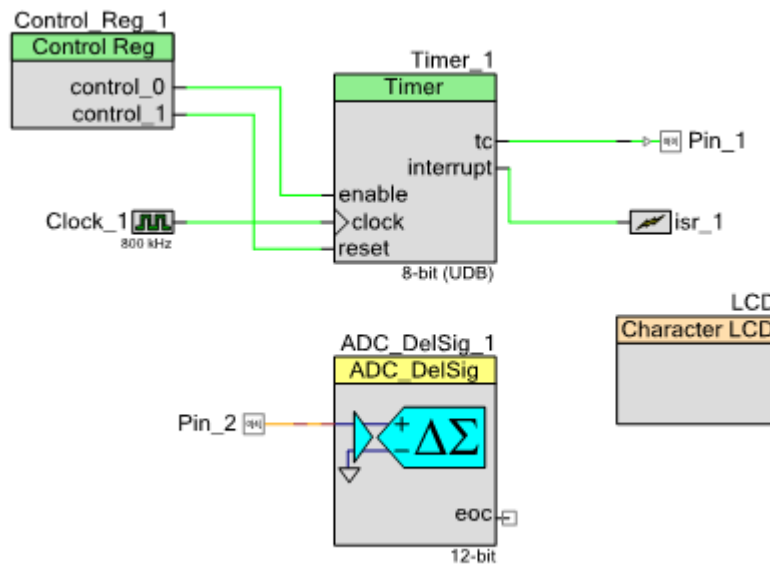 Control_Reg_1
Control Reg
control_0
control_1
Timer_1
Timer
tc
interrupt
enable
clock
reset
8-bit (UDB)
Clock_1
800 kHz
Pin_1
isr_1
LCD
Character LCD
ADC_DelSig_1
ADC_DelSig
Pin_2
+
ΔΣ
−
eoc
12-bit